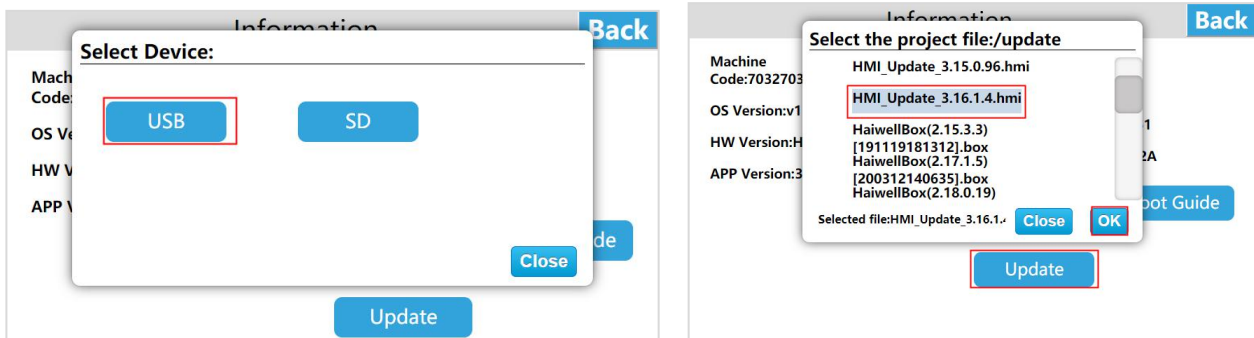 Information
Back
Select Device:
Mach
Code:
USB
SD
OS Ve
HW V
APP V
de
Close
Update
Information
Back
Select the project file:/update
Machine
Code:7032703
HMI_Update_3.15.0.96.hmi
HMI_Update_3.16.1.4.hmi
OS Version:v1
HaiwellBox(2.15.3.3)
[191119181312].box
HaiwellBox(2.17.1.5)
[200312140635].box
HaiwellBox(2.18.0.19)
HW Version:H
1
2A
APP Version:3
oot Guide
Selected file:HMI_Update_3.16.1.4
Close
OK
Update